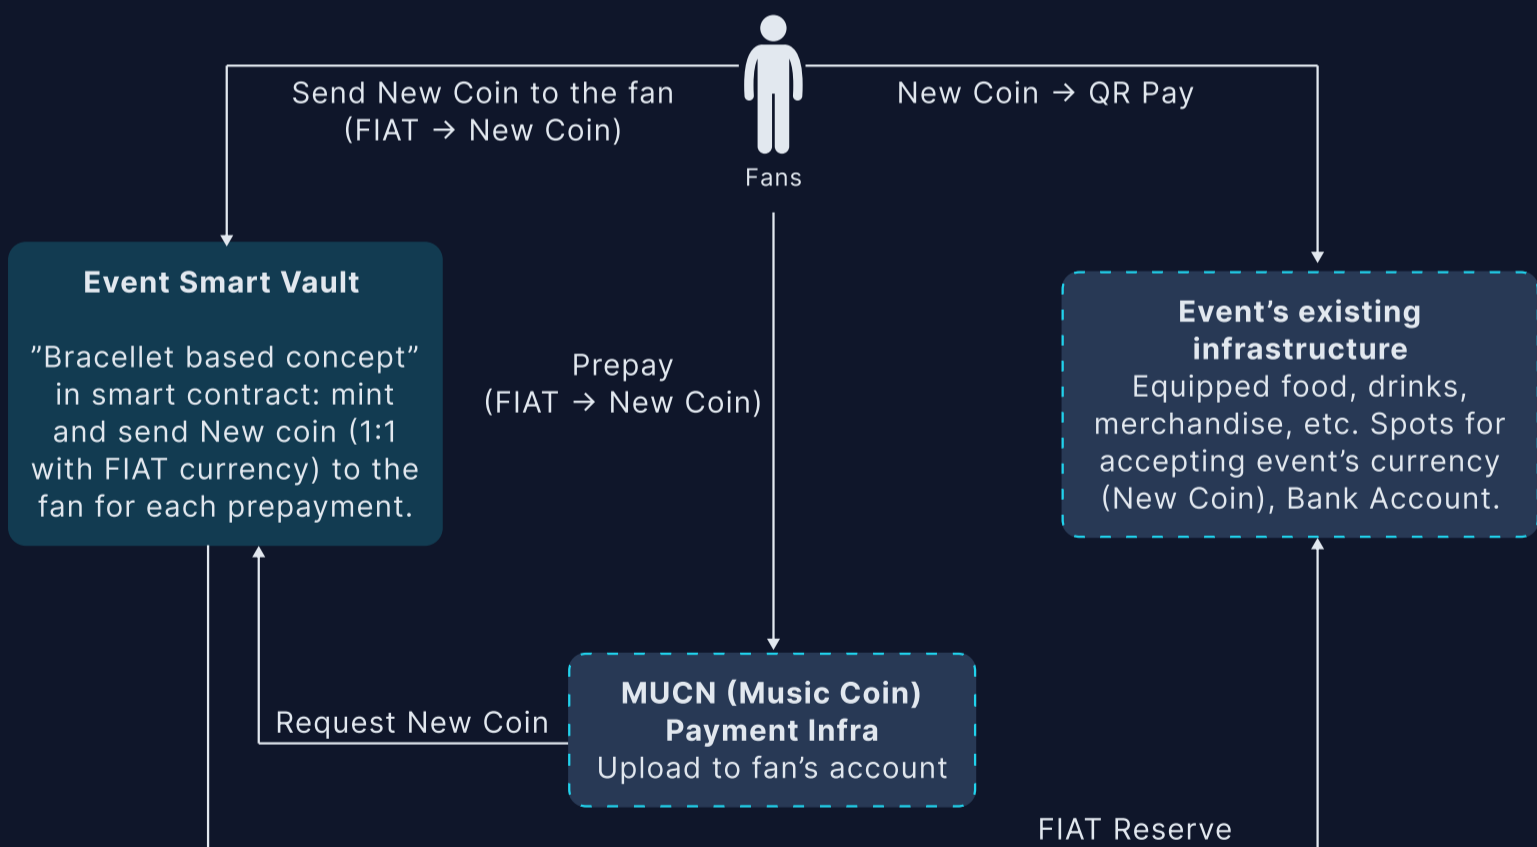 Send New Coin to the fan
(FIAT → New Coin)
New Coin → QR Pay
Fans
Event Smart Vault
”Bracellet based concept”
in smart contract: mint
and send New coin (1:1
with FIAT currency) to the
fan for each prepayment.
Prepay
(FIAT → New Coin)
Event’s existing
infrastructure
Equipped food, drinks,
merchandise, etc. Spots for
accepting event’s currency
(New Coin), Bank Account.
Request New Coin
MUCN (Music Coin)
Payment Infra
Upload to fan’s account
FIAT Reserve